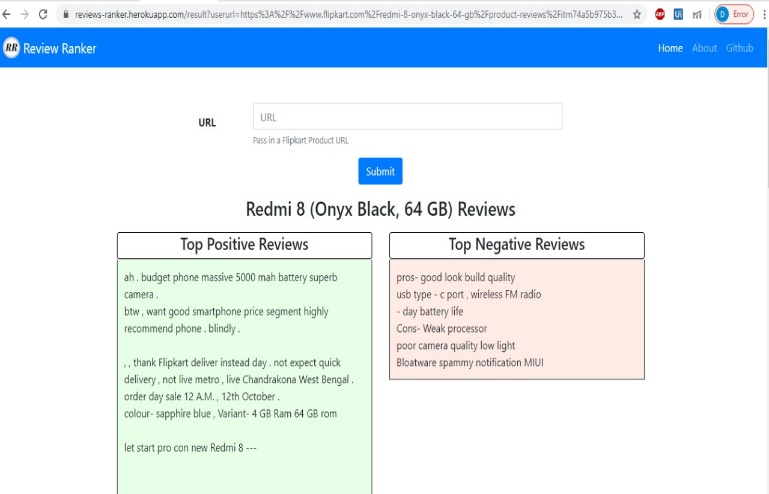 reviews-ranker.herokuapp.com/result?userurl=https%3A%2F%2Fwww.flipkart.com%2Fredmi-8-onyx-black-64-gb%2Fproduct-reviews%2Fitm74a5b975b3...
ABP
Ui
D Error
RR Review Ranker
Home About Github
URL
URL
Pass in a Flipkart Product URL
Submit
Redmi 8 (Onyx Black, 64 GB) Reviews
Top Positive Reviews
ah . budget phone massive 5000 mah battery superb
camera .
btw , want good smartphone price segment highly
recommend phone . blindly .
, , thank Flipkart deliver instead day . not expect quick
delivery , not live metro , live Chandrakona West Bengal .
order day sale 12 A.M. , 12th October .
colour- sapphire blue , Variant- 4 GB Ram 64 GB rom
let start pro con new Redmi 8 ---
Top Negative Reviews
pros- good look build quality
usb type - c port , wireless FM radio
- day battery life
Cons- Weak processor
poor camera quality low light
Bloatware spammy notification MIUI